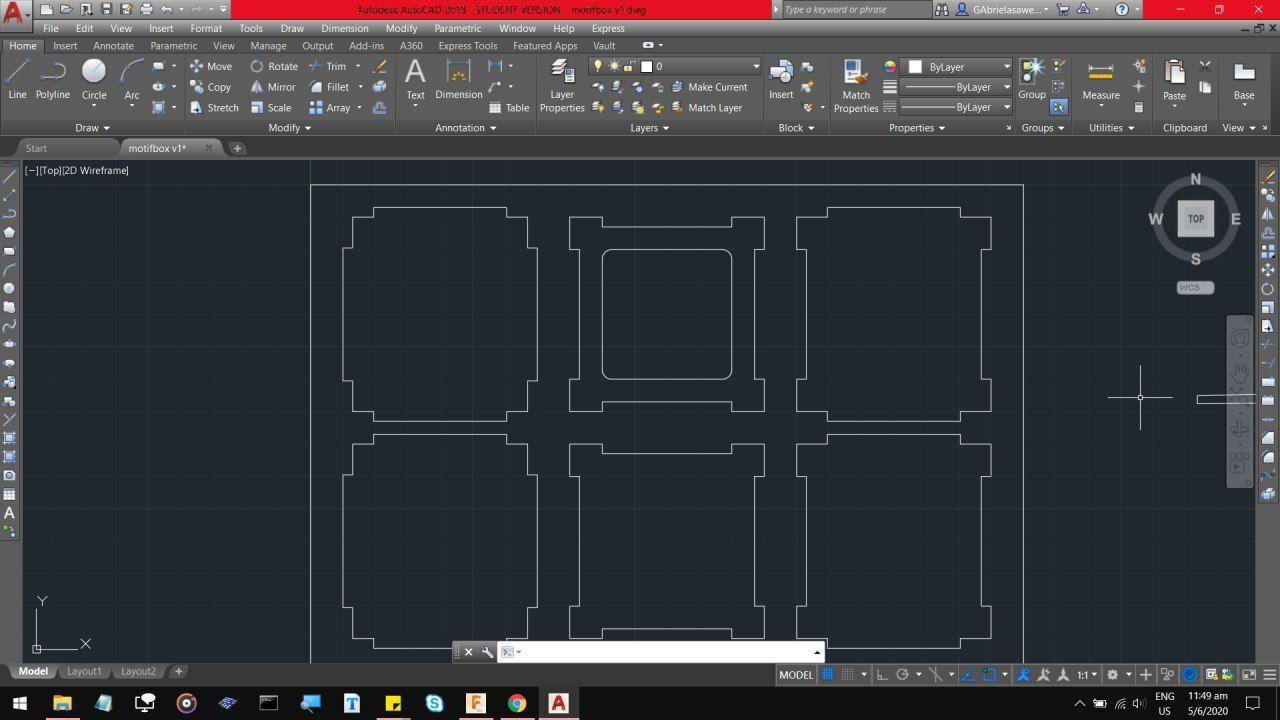 Autodesk AutoCAD 2018 - STUDENT VERSION motifbox v1.dwg
Type a keyword or phrase
GAbrielasawe...
File Edit View Insert Format Tools Draw Dimension Modify Parametric Window Help Express
Home Insert Annotate Parametric View Manage Output Add-ins A360 Express Tools Featured Apps Vault
Line Polyline Circle Arc
Move Rotate Trim
Copy Mirror Fillet
Stretch Scale Array
Text Dimension Table
Layer Properties
0
Make Current
Match Layer
Insert
Match Properties
ByLayer
ByLayer
ByLayer
Group
Measure
Paste
Base
Draw Modify Annotation Layers Block Properties Groups Utilities Clipboard View
Start motifbox v1*
[−][Top][2D Wireframe]
N
W TOP E
S
WCS
A
Y
X
Model Layout1 Layout2 +
MODEL 1:1
ENG
US
11:49 am
5/6/2020